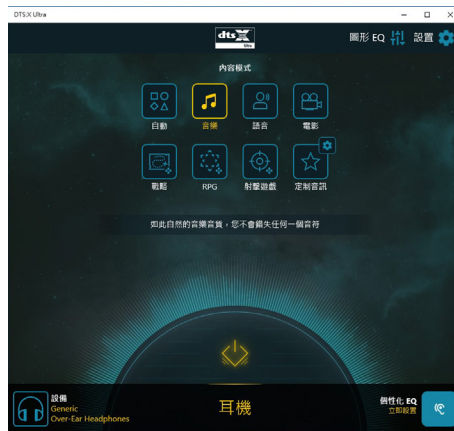 DTS:X Ultra
dts X
Ultra
圖形 EQ
設置
內容模式
自動
音樂
語音
電影
戰略
RPG
射擊遊戲
定制音訊
如此自然的音樂音質，您不會錯失任何一個音符
設備
Generic
Over-Ear Headphones
耳機
個性化 EQ
立即設置